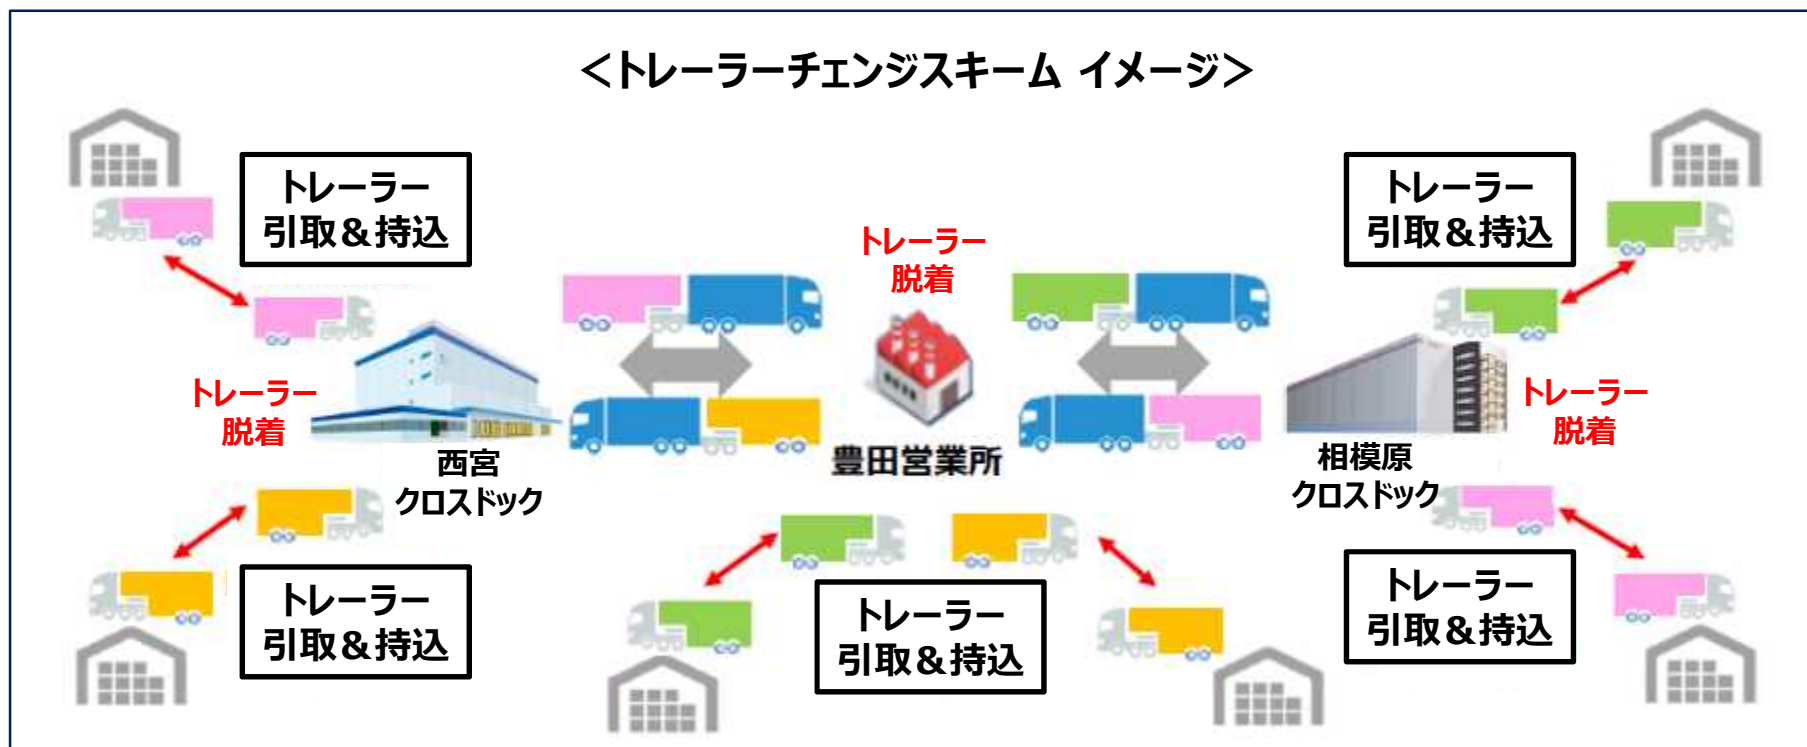 ＜トレーラーチェンジスキーム イメージ＞
トレーラー
引取＆持込
トレーラー
引取＆持込
トレーラー
脱着
トレーラー
脱着
トレーラー
脱着
西宮
クロスドック
豊田営業所
相模原
クロスドック
トレーラー
引取＆持込
トレーラー
引取＆持込
トレーラー
引取＆持込